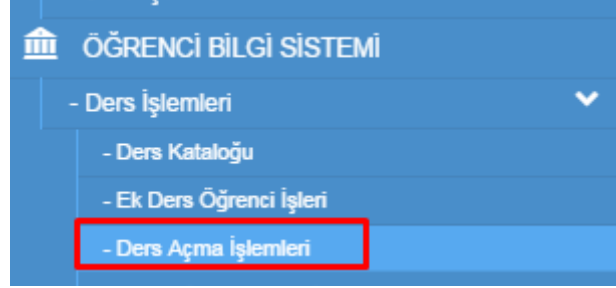 ÖĞRENCİ BİLGİ SİSTEMİ
- Ders İşlemleri
- Ders Kataloğu
- Ek Ders Öğrenci İşleri
- Ders Açma İşlemleri